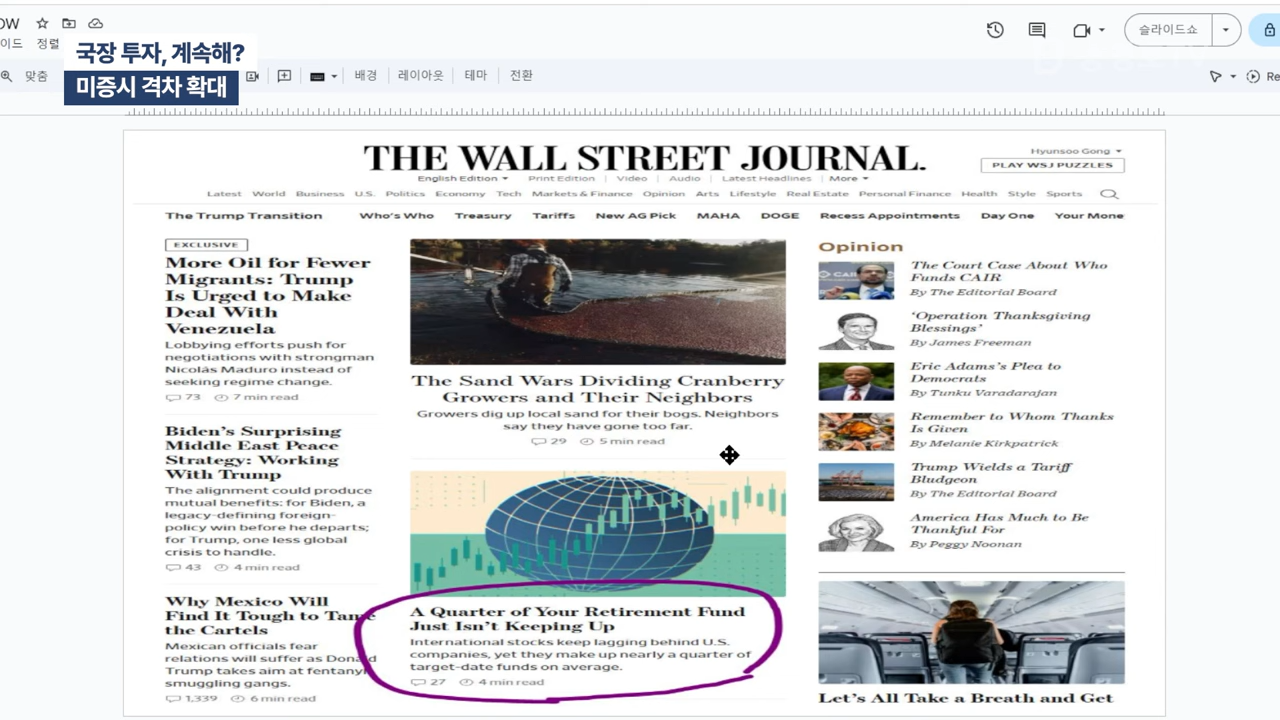 OW
이드
정렬
국장 투자, 계속해?
미증시 격차 확대
슬라이드쇼
맞춤
배경
레이아웃
테마
전환
Re
THE WALL STREET JOURNAL.
Hyunsoo Gong
PLAY WSJ PUZZLES
English Edition | Print Edition | Video | Audio | Latest Headlines | More
Latest World Business U.S. Politics Economy Tech Markets & Finance Opinion Arts Lifestyle Real Estate Personal Finance Health Style Sports
The Trump Transition Who's Who Treasury Tariffs New AG Pick MAHA DOGE Recess Appointments Day One Your Mone
EXCLUSIVE
More Oil for Fewer
Migrants: Trump
Is Urged to Make
Deal With
Venezuela
Lobbying efforts push for
negotiations with strongman
Nicolás Maduro instead of
seeking regime change.
73 7 min read
Biden's Surprising
Middle East Peace
Strategy: Working
With Trump
The alignment could produce
mutual benefits: for Biden, a
legacy-defining foreign-
policy win before he departs;
for Trump, one less global
crisis to handle.
43 4 min read
Why Mexico Will
Find It Tough to Tame
the Cartels
Mexican officials fear
relations will suffer as Donald
Trump takes aim at fentanyl-
smuggling gangs.
1,339 6 min read
The Sand Wars Dividing Cranberry
Growers and Their Neighbors
Growers dig up local sand for their bogs. Neighbors
say they have gone too far.
29 5 min read
A Quarter of Your Retirement Fund
Just Isn't Keeping Up
International stocks keep lagging behind U.S.
companies, yet they make up nearly a quarter of
target-date funds on average.
27 4 min read
Opinion
The Court Case About Who
Funds CAIR
By The Editorial Board
'Operation Thanksgiving
Blessings'
By James Freeman
Eric Adams's Plea to
Democrats
By Tunku Varadarajan
Remember to Whom Thanks
Is Given
By Melanie Kirkpatrick
Trump Wields a Tariff
Bludgeon
By The Editorial Board
America Has Much to Be
Thankful For
By Peggy Noonan
Let's All Take a Breath and Get